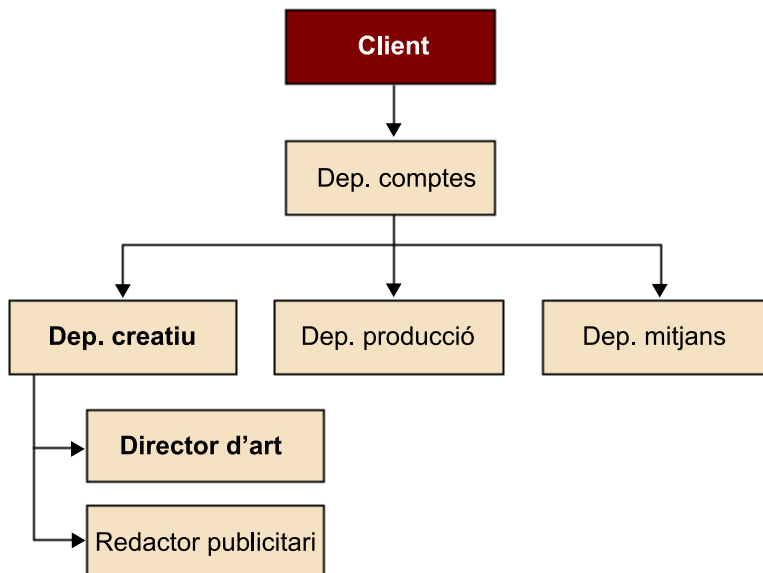 Client
Dep. comptes
Dep. creatiu
Dep. producció
Dep. mitjans
Director d’art
Redactor publicitari